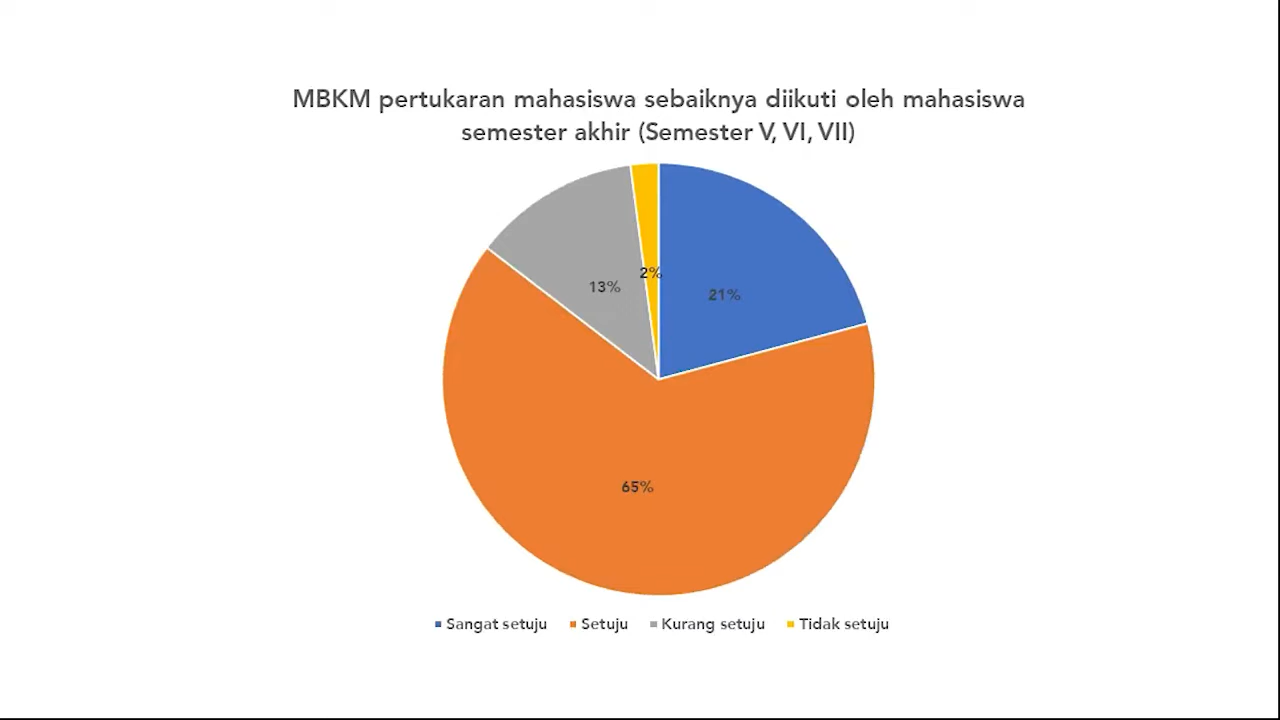 MBKM pertukaran mahasiswa sebaiknya diikuti oleh mahasiswa
semester akhir (Semester V, VI, VII)
2%
13%
21%
65%
Sangat setuju Setuju Kurang setuju Tidak setuju